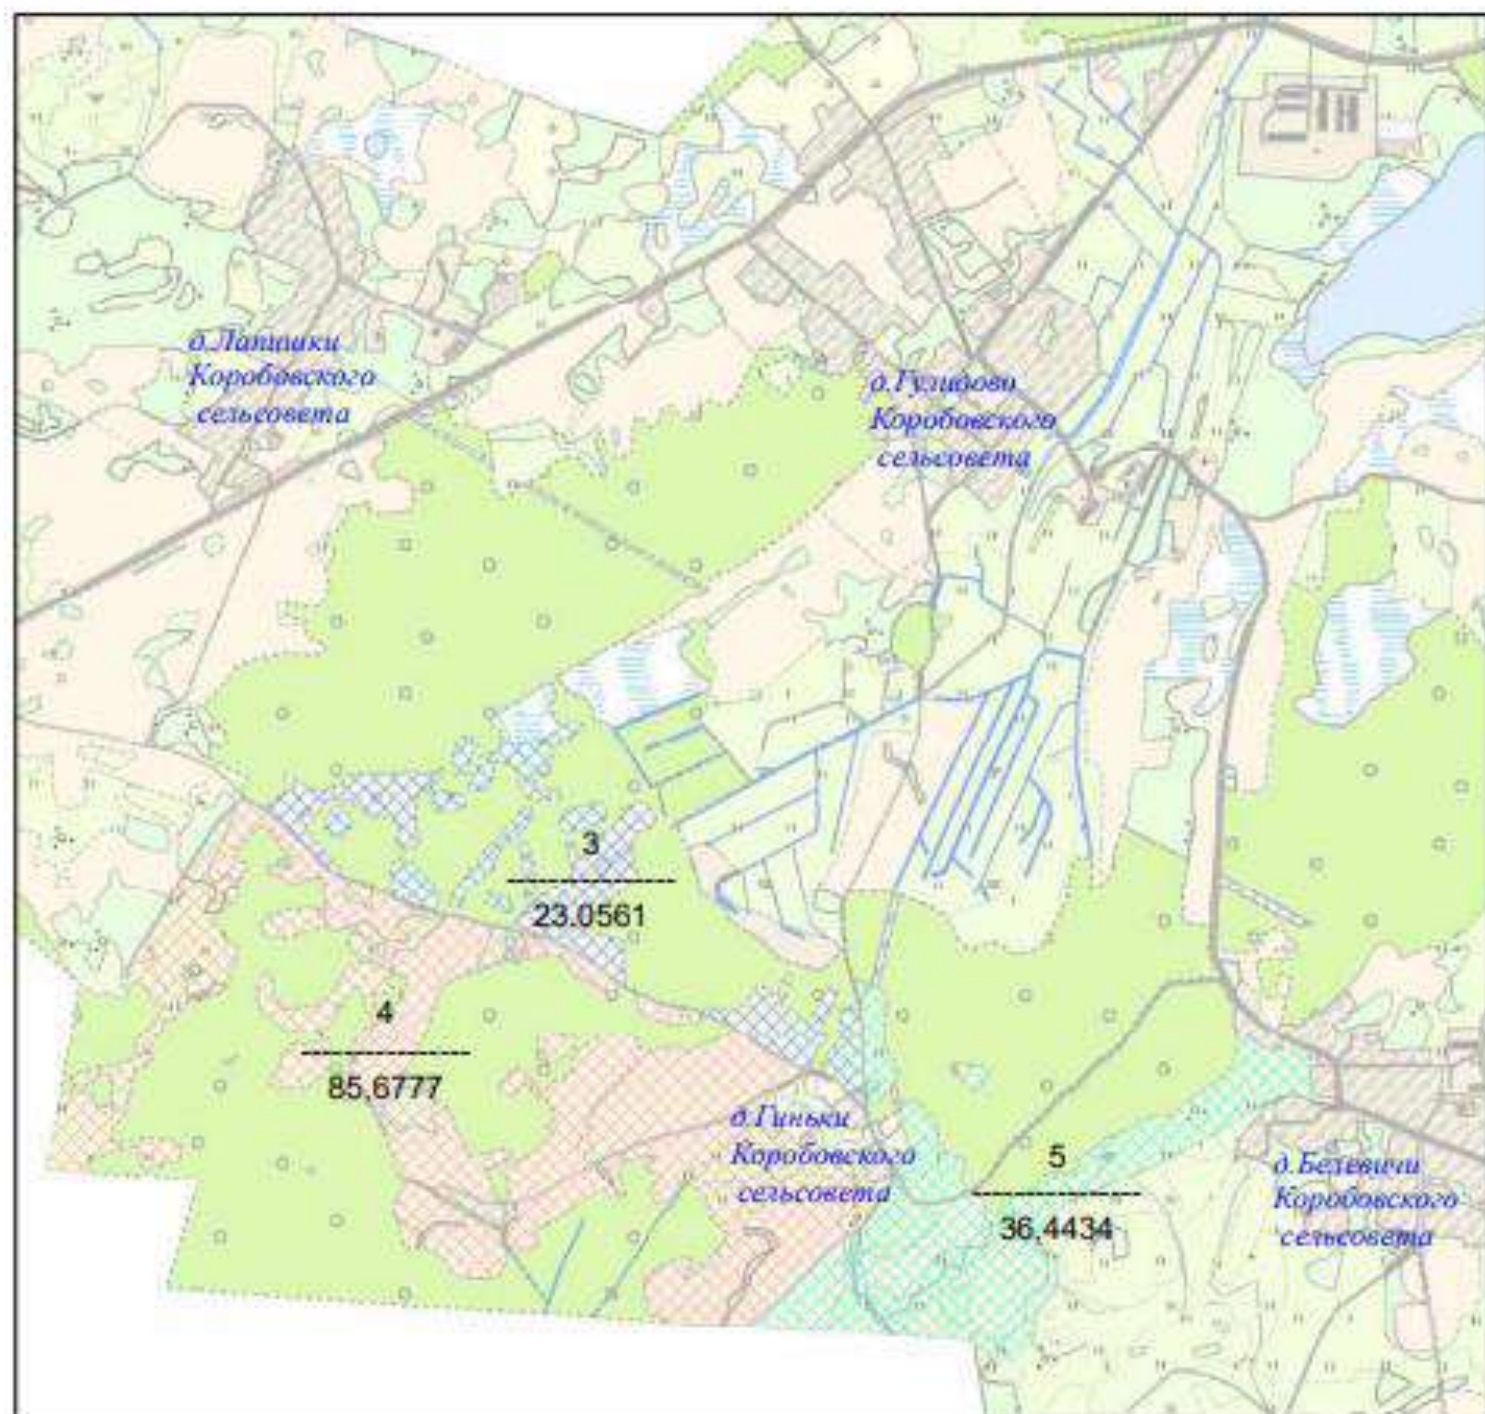 д.Лапшики
Коробовского
сельсовета
д.Гулидово
Коробовского
сельсовета
3
23.0561
4
85,6777
д.Гиньки
Коробовского
сельсовета
5
36,4434
д.Белевичи
Коробовского
сельсовета